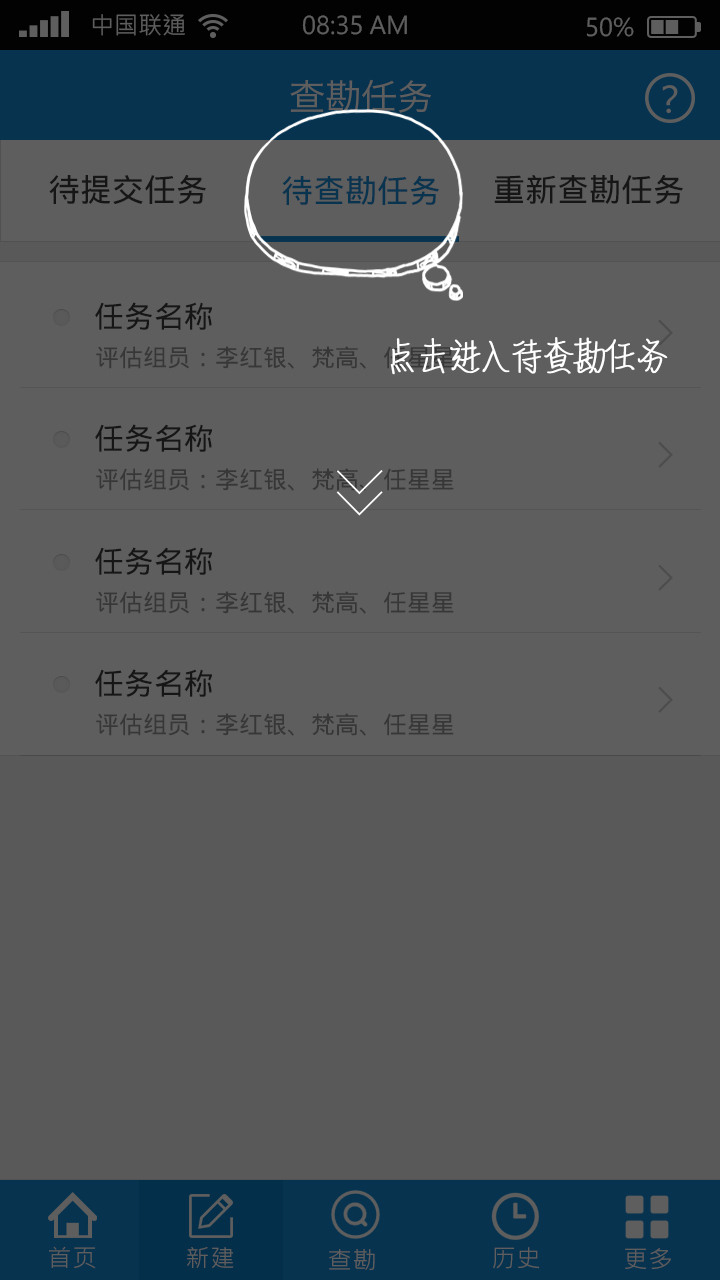 中国联通 08:35 AM 50%
查勘任务 ?
待提交任务 待查勘任务 重新查勘任务
任务名称
评估组员：李红银、梵高、任星星
点击进入待查勘任务
任务名称
评估组员：李红银、梵高、任星星
任务名称
评估组员：李红银、梵高、任星星
任务名称
评估组员：李红银、梵高、任星星
首页 新建 查勘 历史 更多